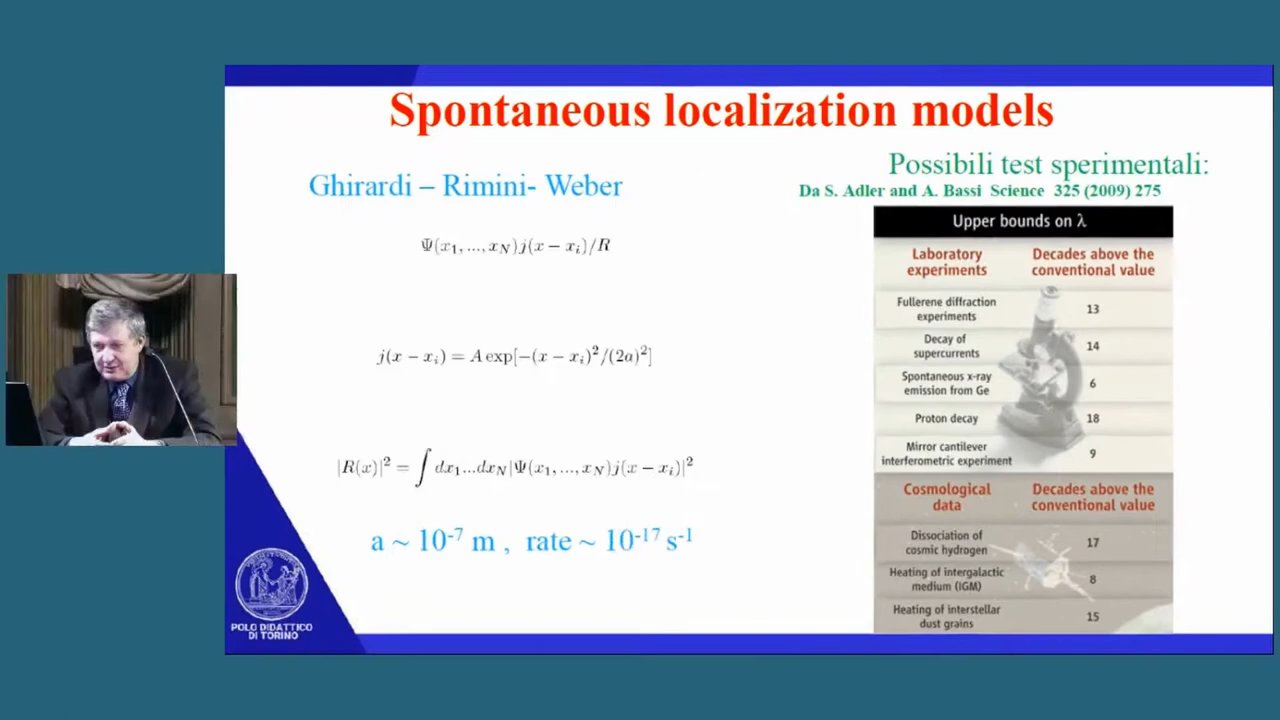 Spontaneous localization models
Ghirardi – Rimini- Weber
Ψ(x₁, ..., x_N)j(x − xᵢ)/R
j(x − xᵢ) = A exp[−(x − xᵢ)²/(2a)²]
|R(x)|² = ∫ dx₁...dx_N|Ψ(x₁, ..., x_N)j(x − xᵢ)|²
a ~ 10⁻⁷ m , rate ~ 10⁻¹⁷ s⁻¹
POLO DIDATTICO
DI TORINO
Possibili test sperimentali:
Da S. Adler and A. Bassi Science 325 (2009) 275
Upper bounds on λ
Laboratory experiments Decades above the conventional value
Fullerene diffraction experiments 13
Decay of supercurrents 14
Spontaneous x-ray emission from Ge 6
Proton decay 18
Mirror cantilever interferometric experiment 9
Cosmological data Decades above the conventional value
Dissociation of cosmic hydrogen 17
Heating of intergalactic medium (IGM) 8
Heating of interstellar dust grains 15